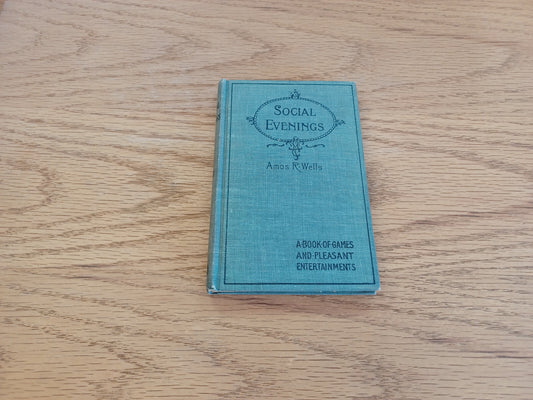 SOCIAL
EVENINGS
Amos R. Wells
A·BOOK·OF·GAMES
AND·PLEASANT
ENTERTAINMENTS